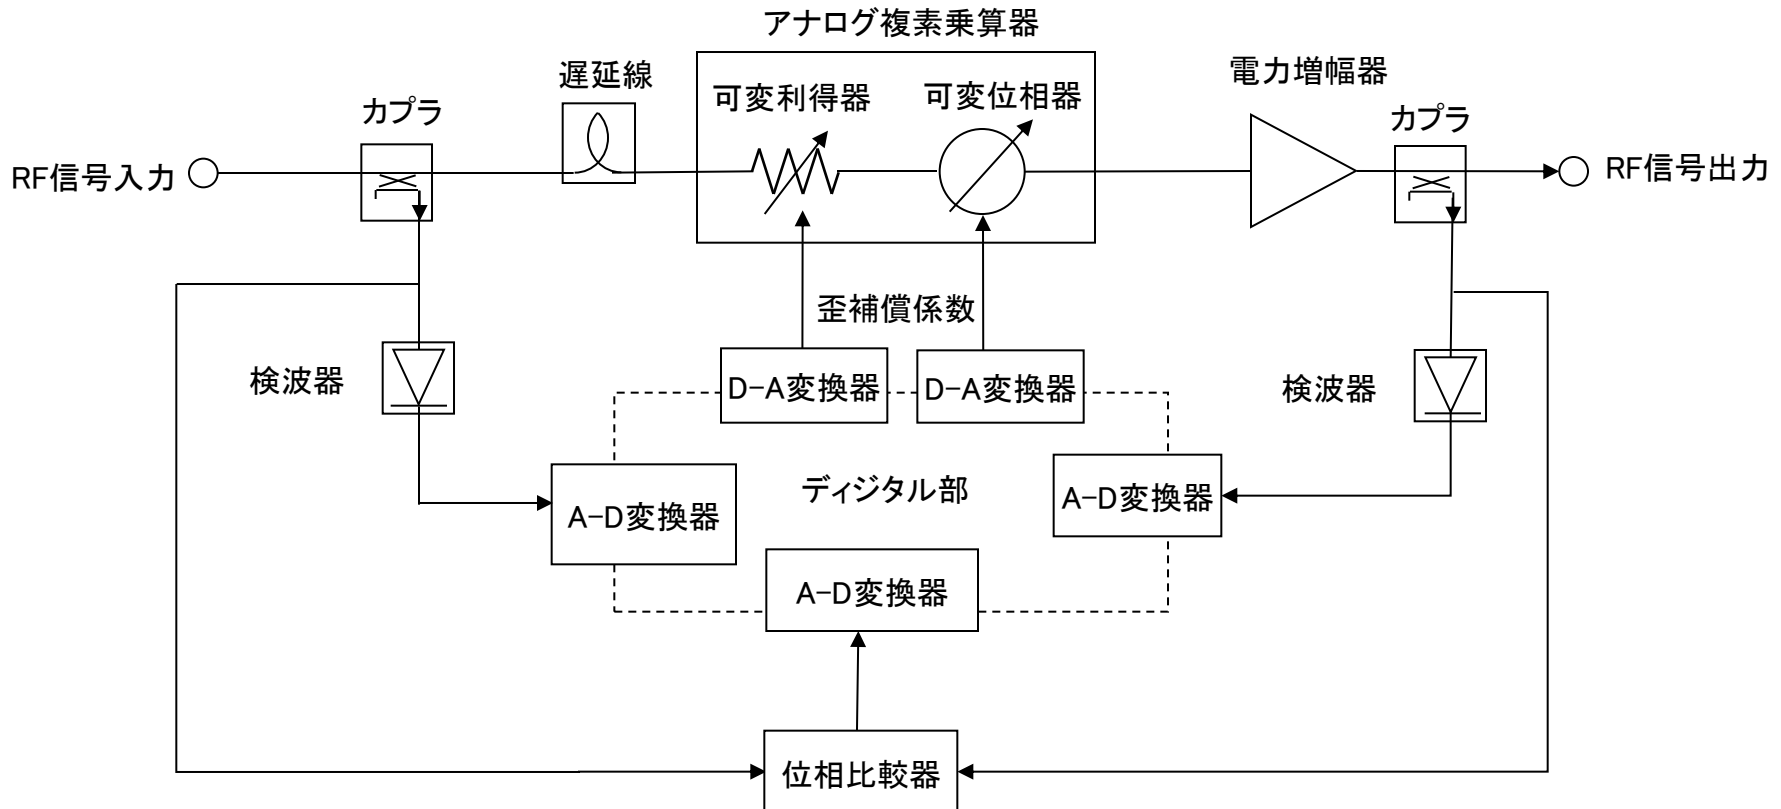 アナログ複素乗算器
電力増幅器
遅延線
可変利得器
可変位相器
カプラ
カプラ
RF信号入力
RF信号出力
歪補償係数
検波器
D-A変換器
D-A変換器
検波器
ディジタル部
A-D変換器
A-D変換器
A-D変換器
位相比較器